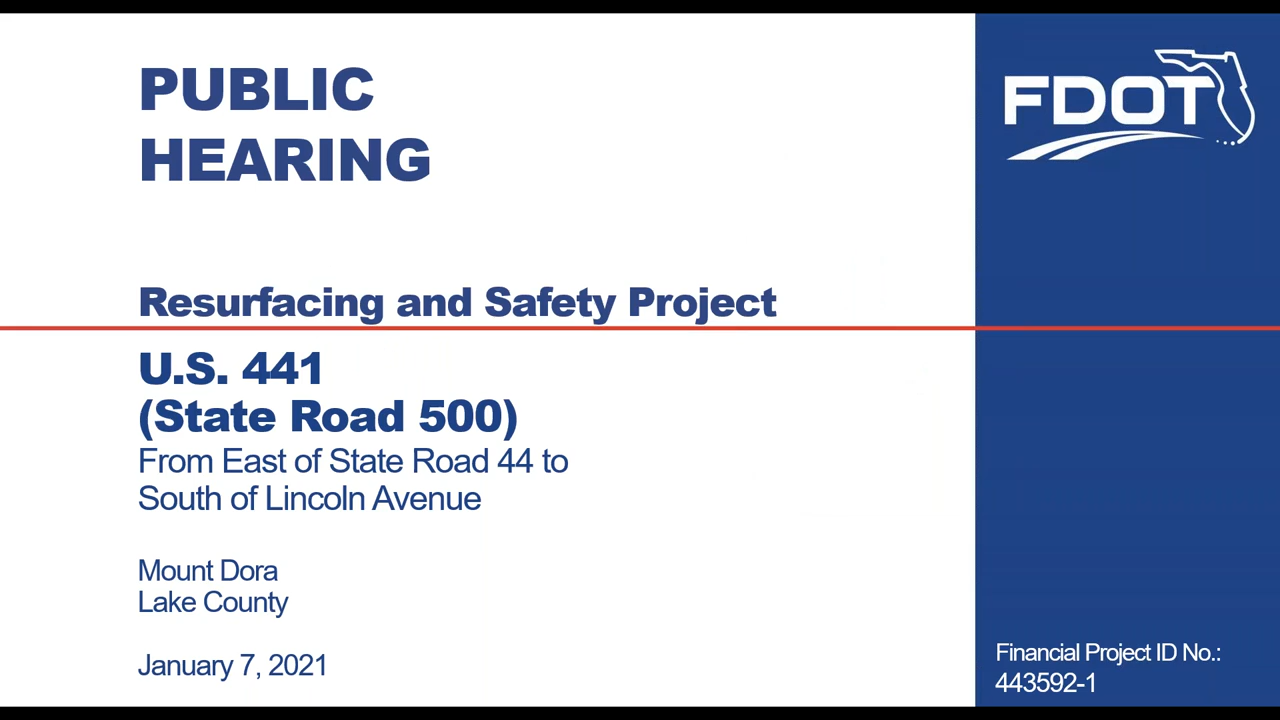 PUBLIC
HEARING
FDOT
Resurfacing and Safety Project
U.S. 441
(State Road 500)
From East of State Road 44 to
South of Lincoln Avenue
Mount Dora
Lake County
January 7, 2021
Financial Project ID No.:
443592-1